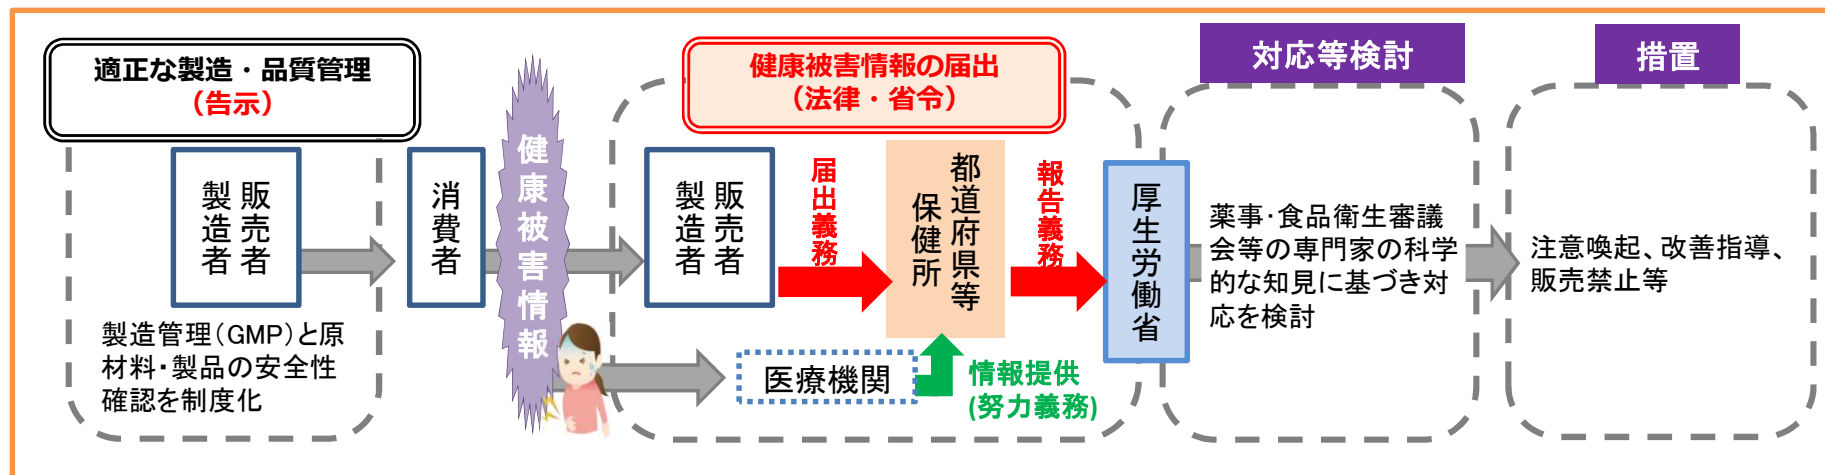 適正な製造・品質管理
（告示）
販売者
製造者
製造管理（GMP）と原
材料・製品の安全性
確認を制度化
消費者
健康被害情報
健康被害情報の届出
（法律・省令）
販売者
製造者
届出義務
都道府県等
保健所
報告義務
医療機関
情報提供
(努力義務)
厚生労働省
対応等検討
薬事･食品衛生審議
会等の専門家の科学
的な知見に基づき対
応を検討
措置
注意喚起、改善指導、
販売禁止等